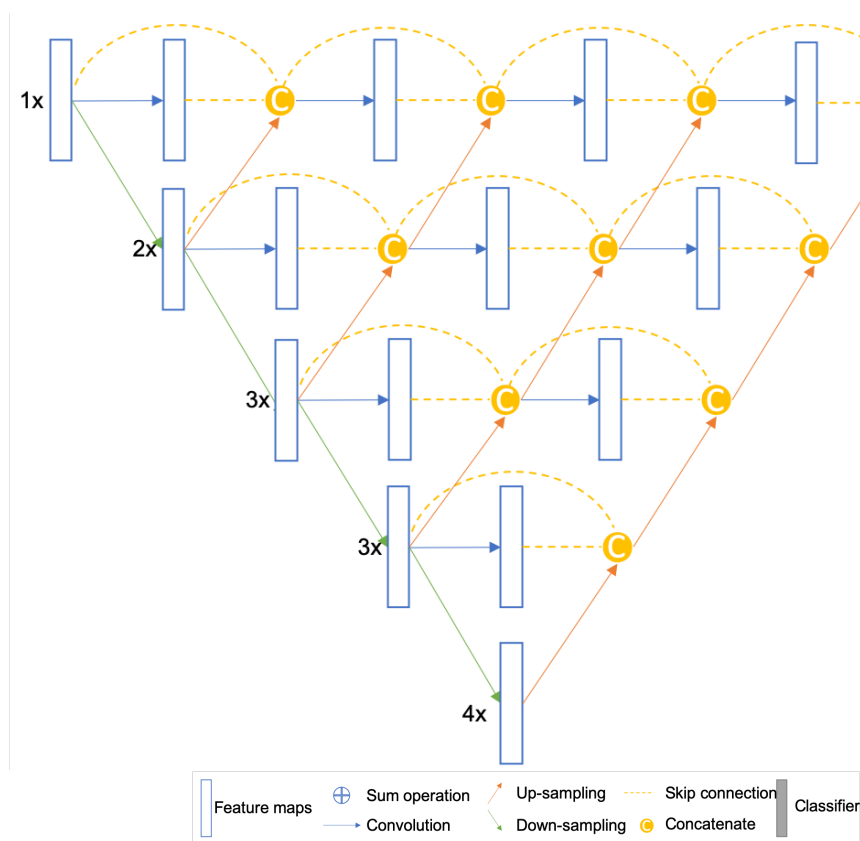 1x
C
C
C
2x
C
C
C
3x
C
C
3x
C
4x
Feature maps
Sum operation
Convolution
Up-sampling
Down-sampling
Skip connection
C Concatenate
Classifier